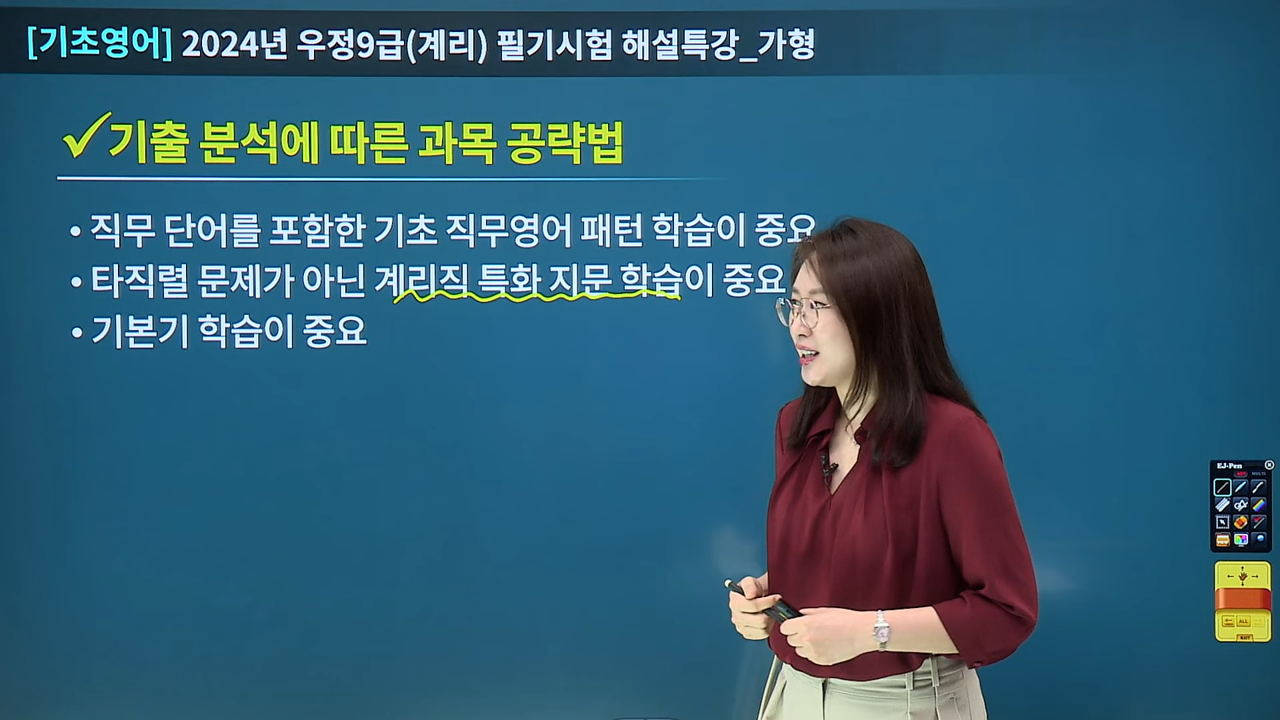 [기초영어] 2024년 우정9급(계리) 필기시험 해설특강_가형
✓기출 분석에 따른 과목 공략법
• 직무 단어를 포함한 기초 직무영어 패턴 학습이 중요
• 타직렬 문제가 아닌 계리직 특화 지문 학습이 중요
• 기본기 학습이 중요
EJ-Pen
ALL